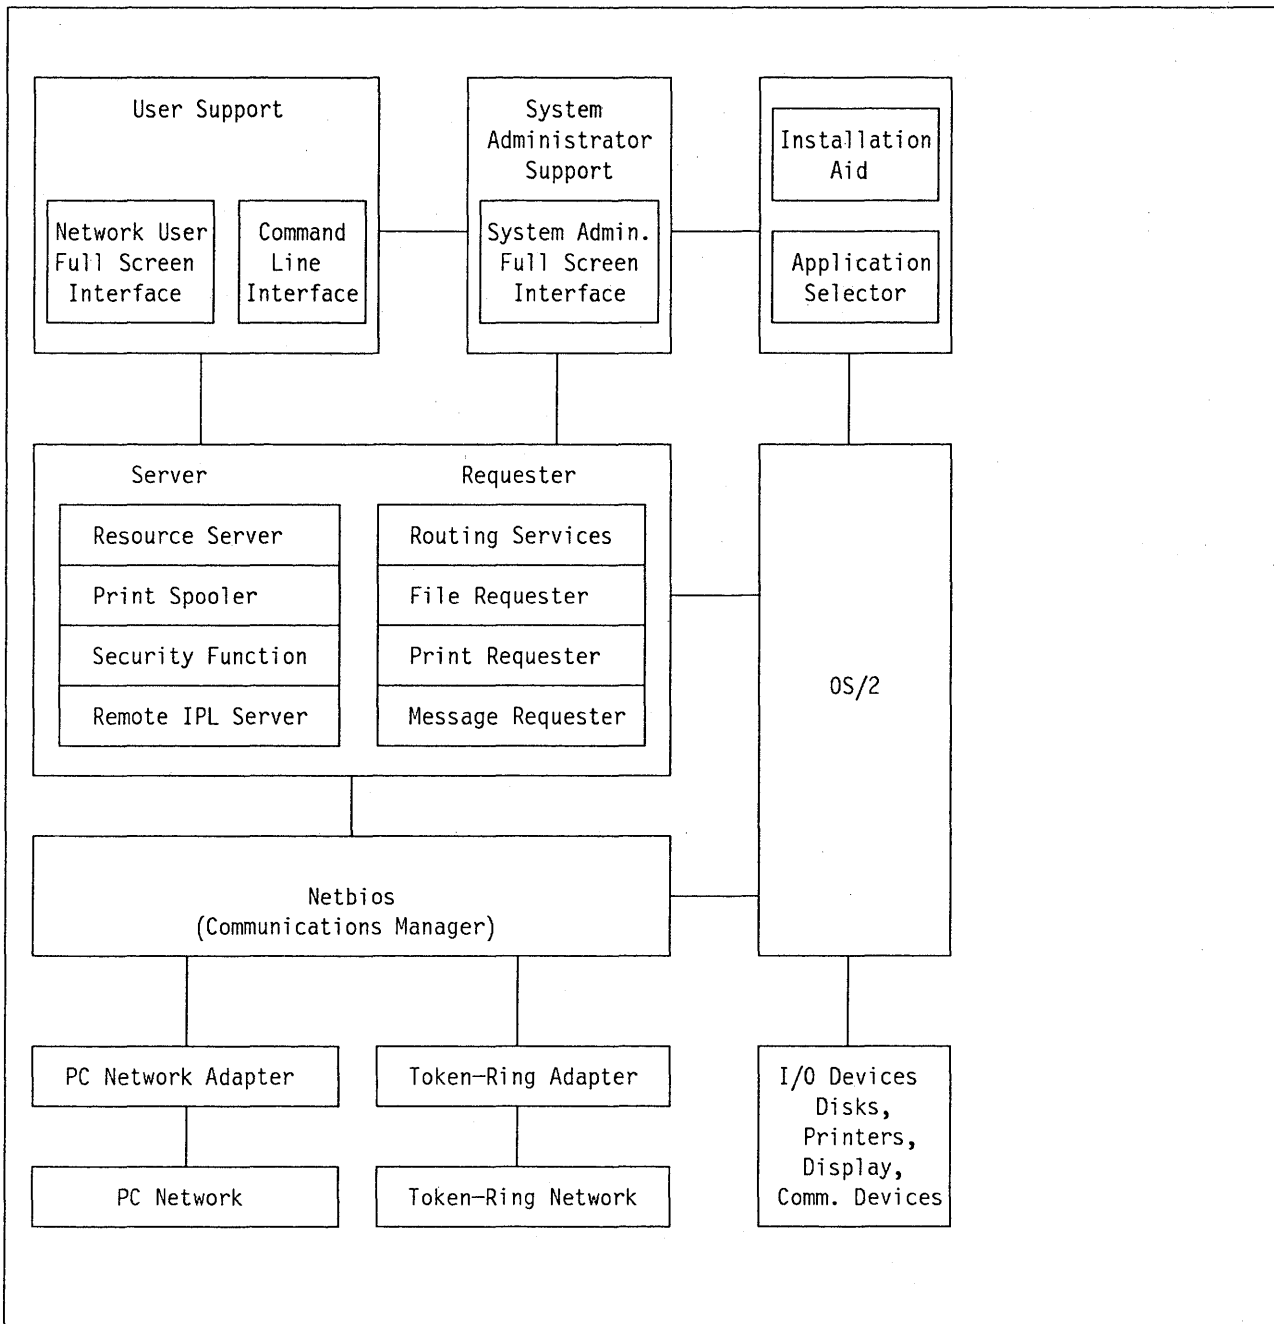 User Support
Network User
Full Screen
Interface
Command
Line
Interface
System
Administrator
Support
System Admin.
Full Screen
Interface
Installation
Aid
Application
Selector
Server
Resource Server
Print Spooler
Security Function
Remote IPL Server
Requester
Routing Services
File Requester
Print Requester
Message Requester
OS/2
Netbios
(Communications Manager)
PC Network Adapter
Token—Ring Adapter
I/O Devices
Disks,
Printers,
Display,
Comm. Devices
PC Network
Token—Ring Network